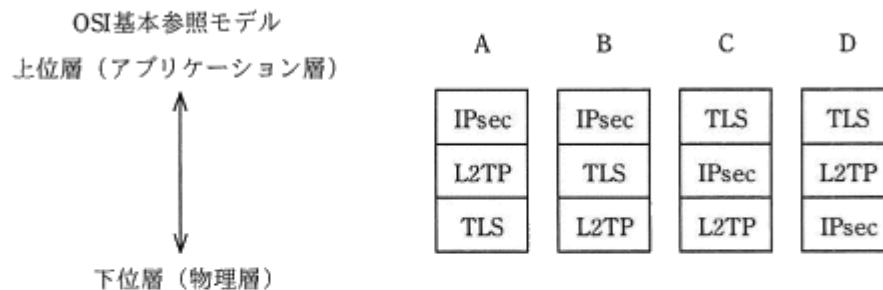 OSI基本参照モデル
上位層（アプリケーション層）
下位層（物理層）
A B C D
IPsec IPsec TLS TLS
L2TP TLS IPsec L2TP
TLS L2TP L2TP IPsec